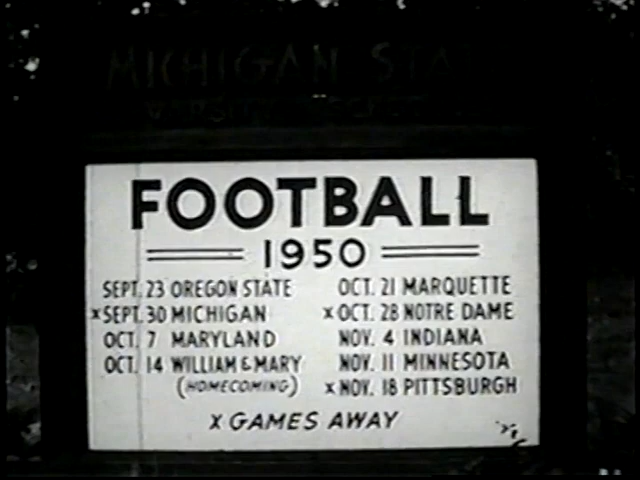 MICHIGAN STA
FOOTBALL
1950
SEPT. 23 OREGON STATE
x SEPT. 30 MICHIGAN
OCT. 7 MARYLAND
OCT. 14 WILLIAM & MARY
(HOMECOMING)
OCT. 21 MARQUETTE
x OCT. 28 NOTRE DAME
NOV. 4 INDIANA
NOV. 11 MINNESOTA
x NOV. 18 PITTSBURGH
x GAMES AWAY